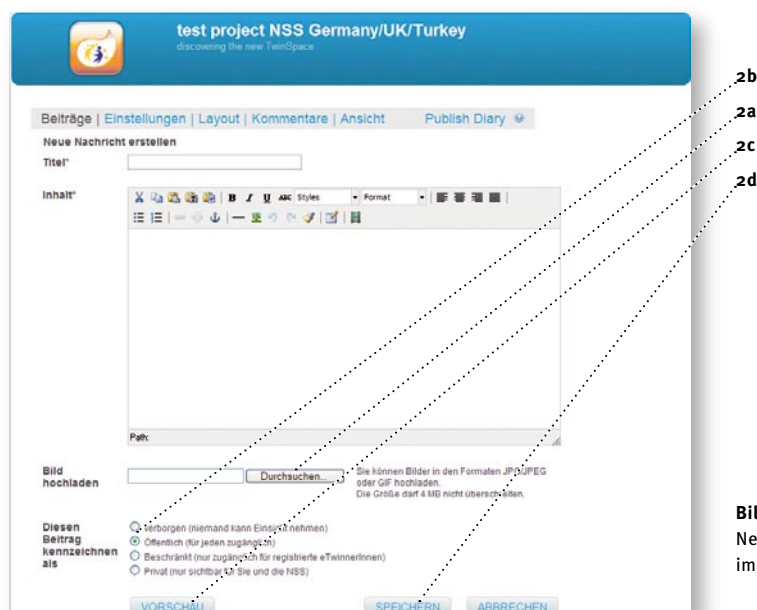 test project NSS Germany/UK/Turkey
discovering the new TwinSpace
Beiträge | Einstellungen | Layout | Kommentare | Ansicht Publish Diary
Neue Nachricht erstellen
Titel*
Inhalt*
B I U ABC Styles Format
Path:
Bild hochladen
Durchsuchen...
Sie können Bilder in den Formaten JPG/JPEG
oder GIF hochladen.
Die Größe darf 4 MB nicht überschreiten.
Diesen
Beitrag
kennzeichnen
als
Verborgen (niemand kann Einsicht nehmen)
Öffentlich (für jeden zugänglich)
Beschränkt (nur zugänglich für registrierte eTwinnerInnen)
Privat (nur sichtbar für Sie und die NSS)
VORSCHAU SPEICHERN ABBRECHEN
2b
2a
2c
2d
Bil
Ne
im